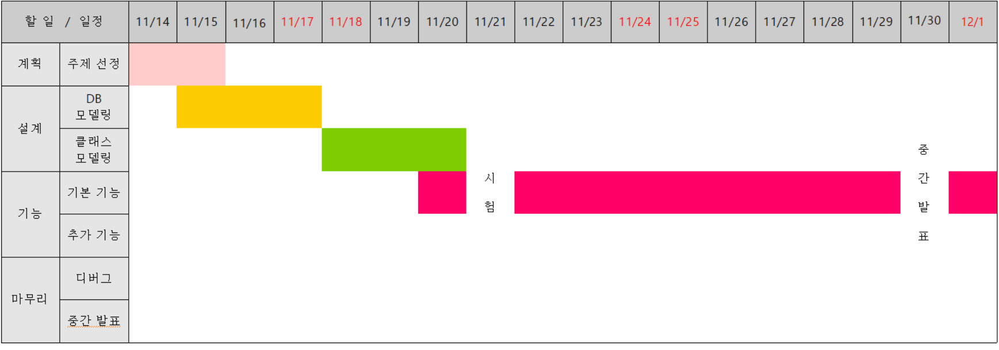 할 일 / 일정 11/14 11/15 11/16 11/17 11/18 11/19 11/20 11/21 11/22 11/23 11/24 11/25 11/26 11/27 11/28 11/29 11/30 12/1
계획 주제 선정
설계
DB
모델링
클래스
모델링
기능
기본 기능
추가 기능
시
험
중
간
발
표
마무리
디버그
중간 발표